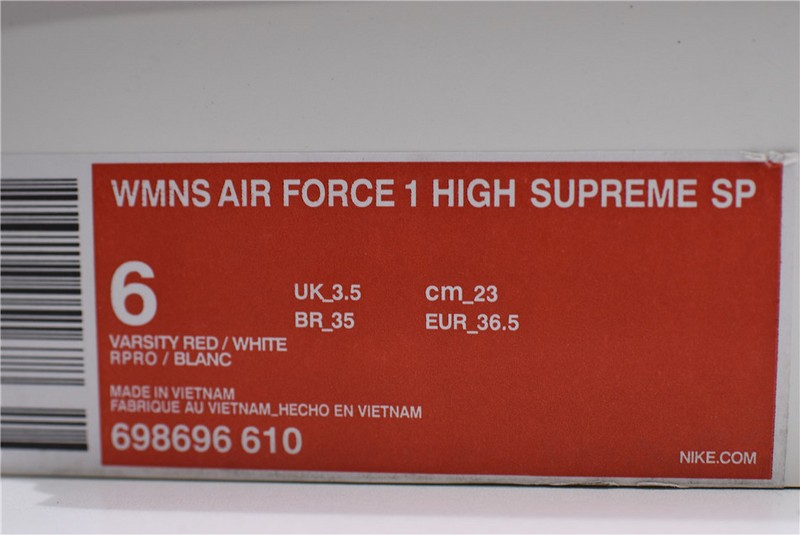 WMNS AIR FORCE 1 HIGH SUPREME SP
6
UK_3.5 cm_23
BR_35 EUR_36.5
VARSITY RED / WHITE
RPRO / BLANC
MADE IN VIETNAM
FABRIQUE AU VIETNAM_HECHO EN VIETNAM
698696 610
NIKE.COM